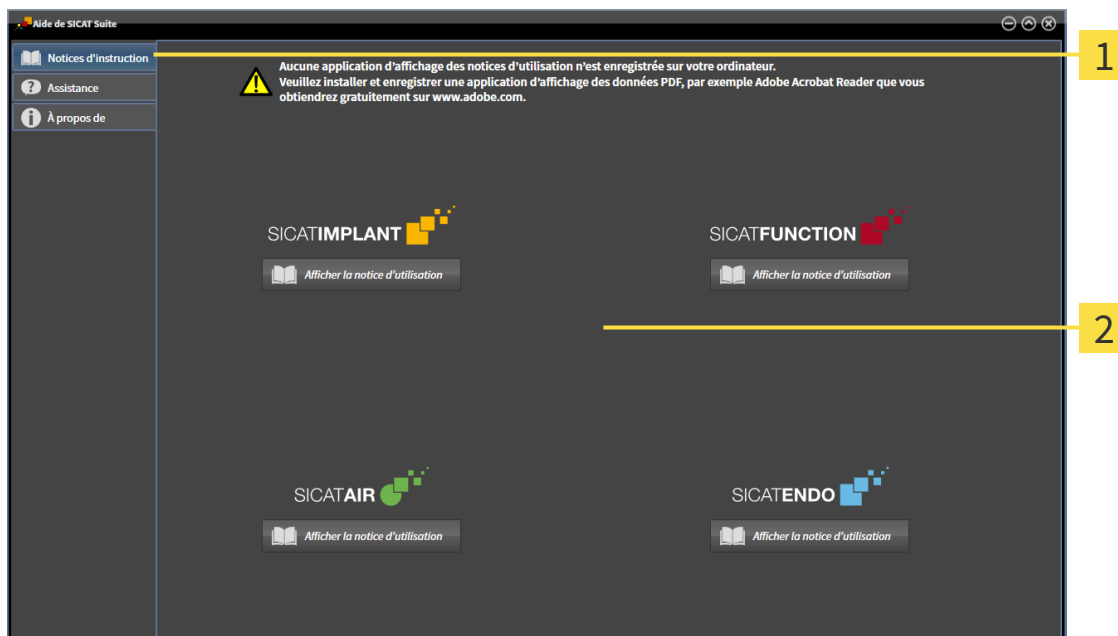 Aide de SICAT Suite
Notices d'instruction
1
Assistance
À propos de
Aucune application d'affichage des notices d'utilisation n'est enregistrée sur votre ordinateur.
Veuillez installer et enregistrer une application d'affichage des données PDF, par exemple Adobe Acrobat Reader que vous
obtiendrez gratuitement sur www.adobe.com.
SICATIMPLANT
SICATFUNCTION
Afficher la notice d'utilisation
Afficher la notice d'utilisation
2
SICATAIR
SICATENDO
Afficher la notice d'utilisation
Afficher la notice d'utilisation